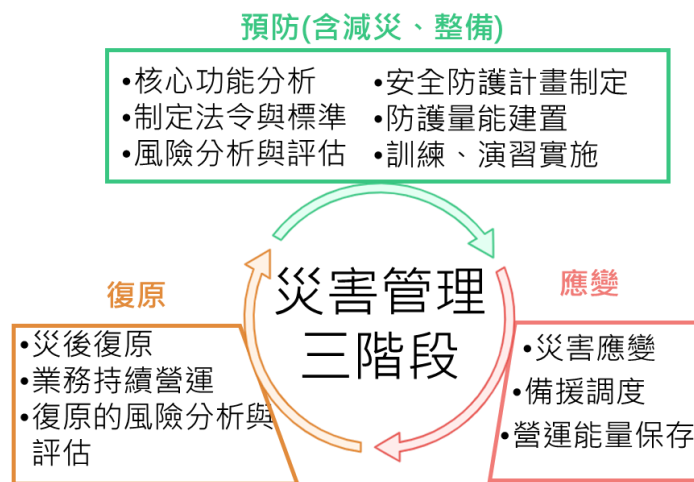 預防(含減災、整備)
•核心功能分析
•制定法令與標準
•風險分析與評估
•安全防護計畫制定
•防護量能建置
•訓練、演習實施
災害管理
三階段
應變
•災害應變
•備援調度
•營運能量保存
復原
•災後復原
•業務持續營運
•復原的風險分析與
評估